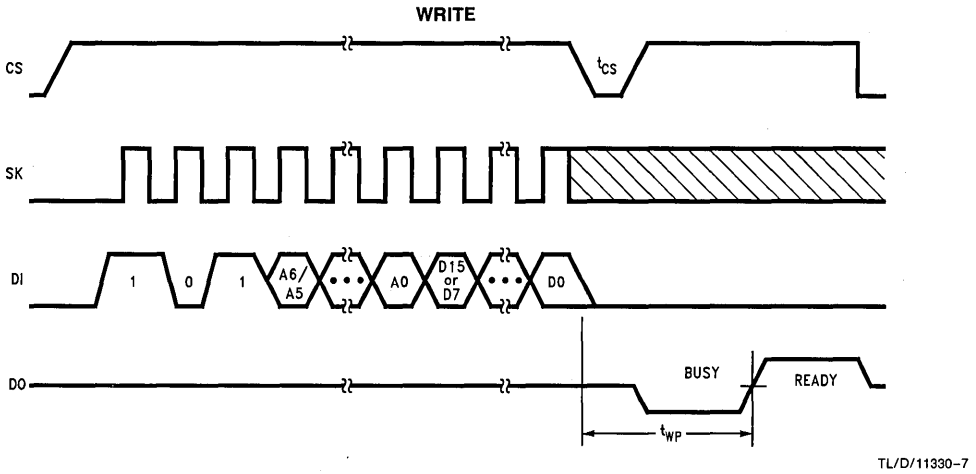 WRITE
CS
tCS
SK
DI
1
0
1
A6/
A5
•••
A0
D15
or
D7
•••
D0
DO
BUSY
READY
tWP
TL/D/11330-7